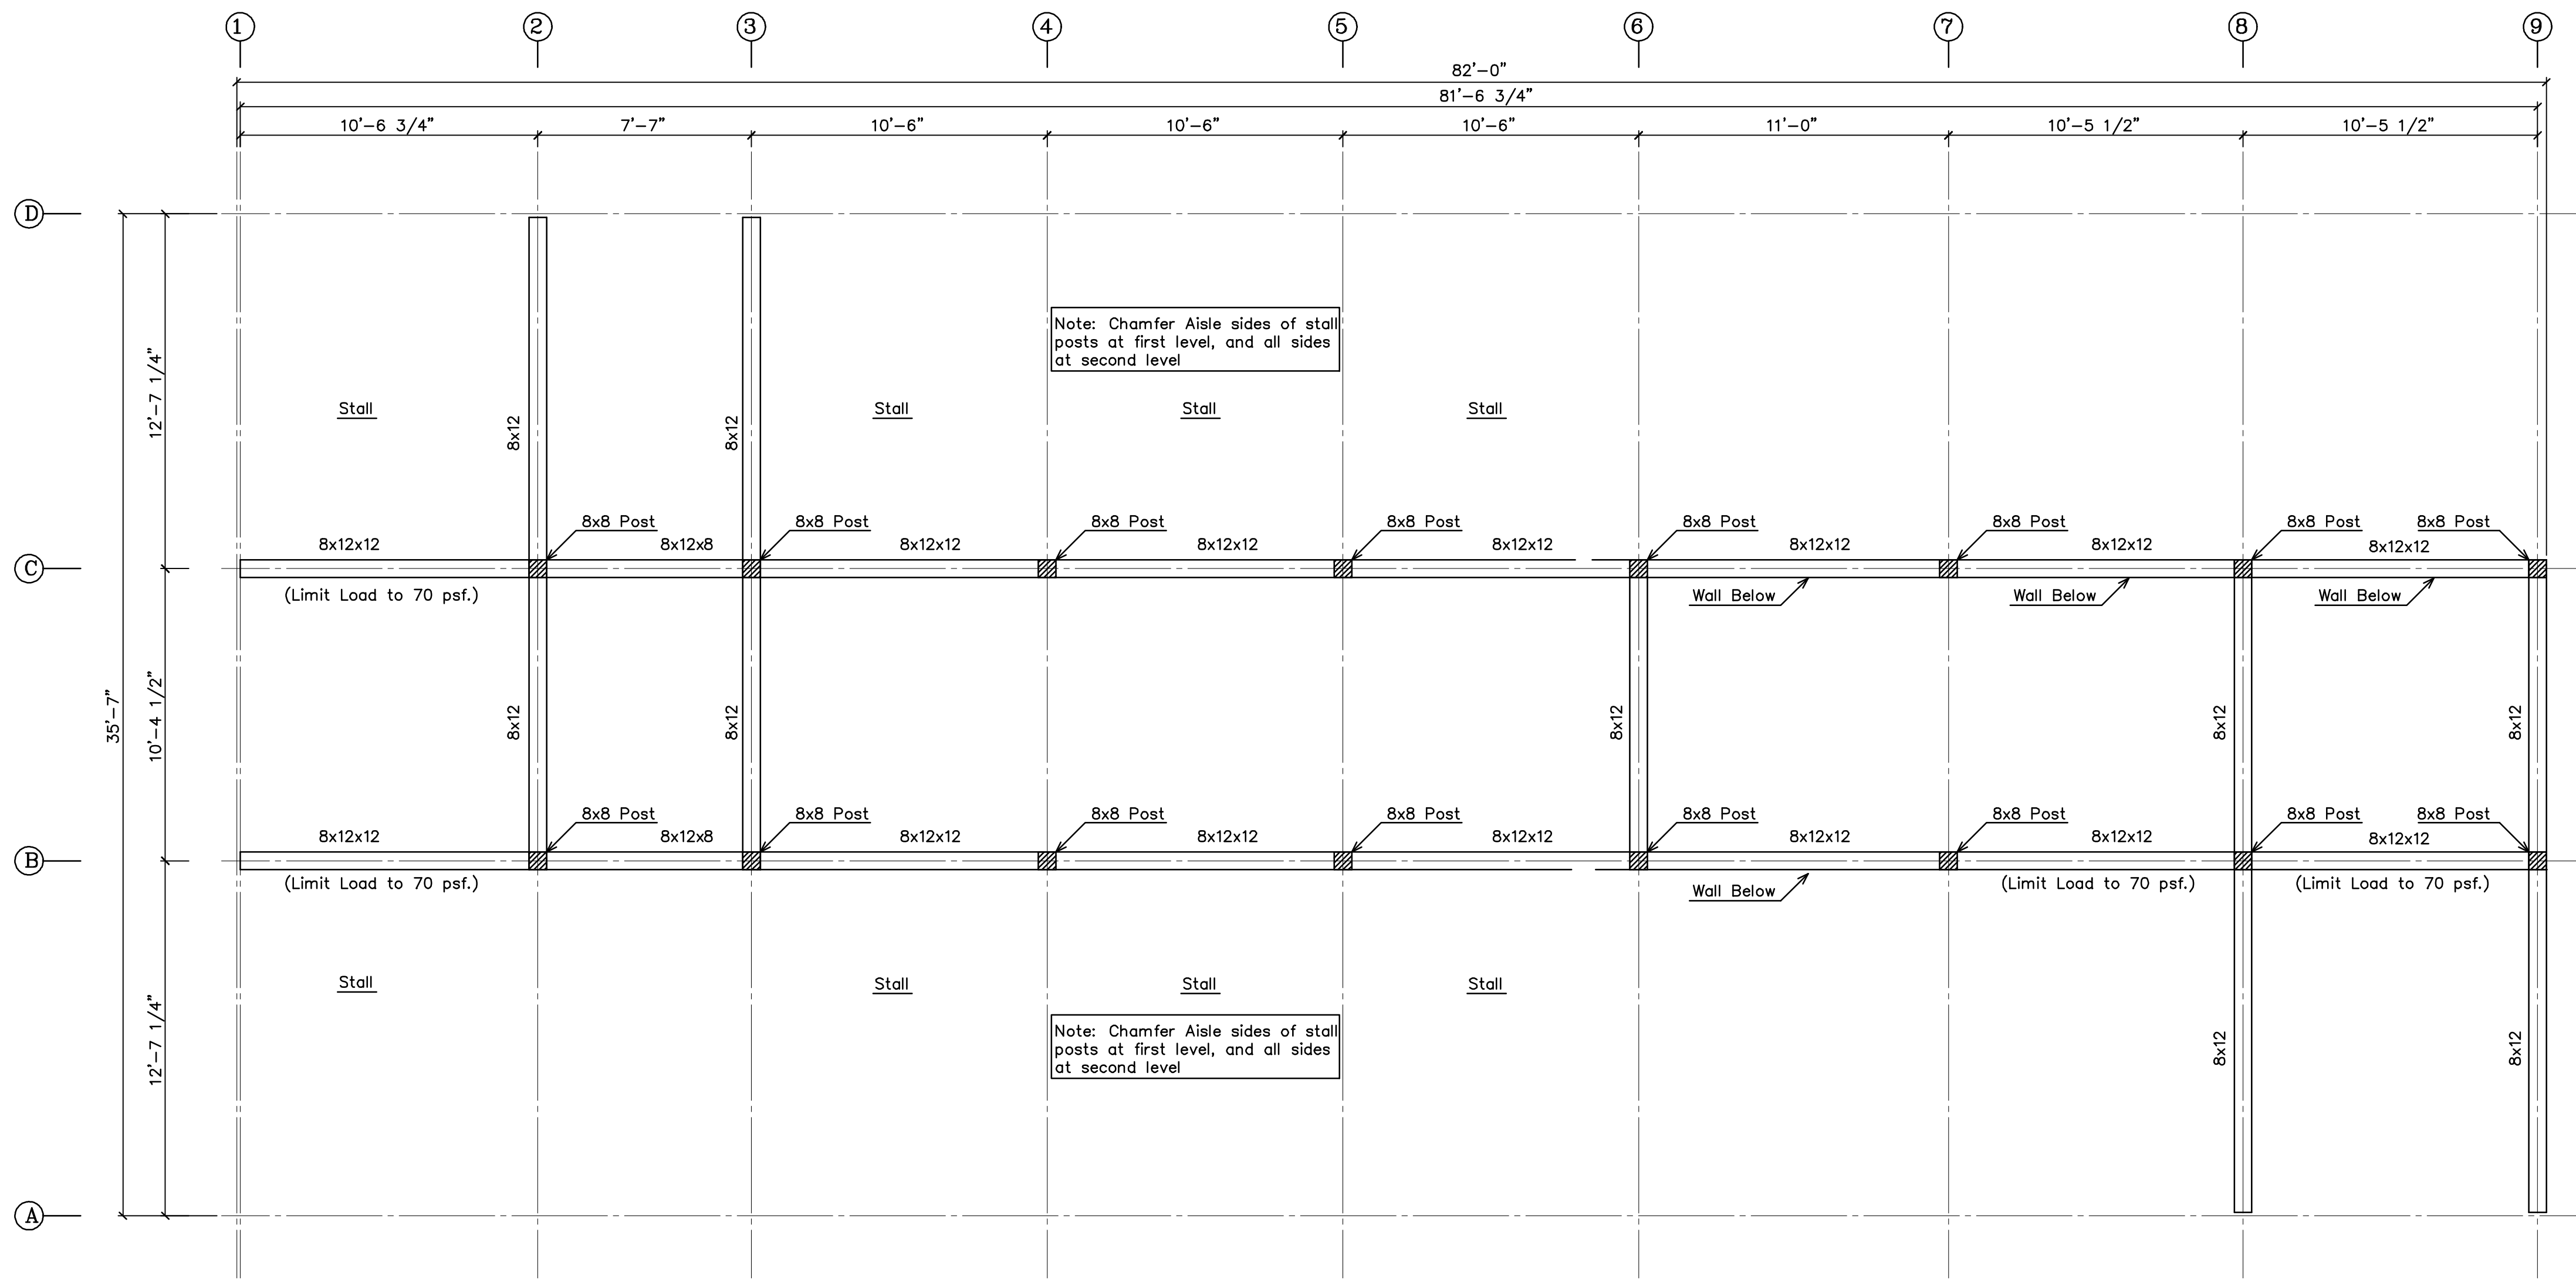 1 2 3 4 5 6 7 8 9
82'-0"
81'-6 3/4"
10'-6 3/4" 7'-7" 10'-6" 10'-6" 10'-6" 11'-0" 10'-5 1/2" 10'-5 1/2"
D
Note: Chamfer Aisle sides of stall
posts at first level, and all sides
at second level
12'-7 1/4"
Stall Stall Stall Stall
8x12 8x12
8x8 Post 8x8 Post 8x8 Post 8x8 Post 8x8 Post 8x8 Post 8x8 Post 8x8 Post
8x12x12 8x12x8 8x12x12 8x12x12 8x12x12 8x12x12 8x12x12 8x12x12
C
(Limit Load to 70 psf.) Wall Below Wall Below Wall Below
35'-7"
10'-4 1/2"
8x12 8x12 8x12 8x12 8x12
8x8 Post 8x8 Post 8x8 Post 8x8 Post 8x8 Post 8x8 Post 8x8 Post 8x8 Post
8x12x12 8x12x8 8x12x12 8x12x12 8x12x12 8x12x12 8x12x12 8x12x12
B
(Limit Load to 70 psf.) Wall Below (Limit Load to 70 psf.) (Limit Load to 70 psf.)
Stall Stall Stall Stall
12'-7 1/4"
Note: Chamfer Aisle sides of stall
posts at first level, and all sides
at second level
8x12 8x12
A